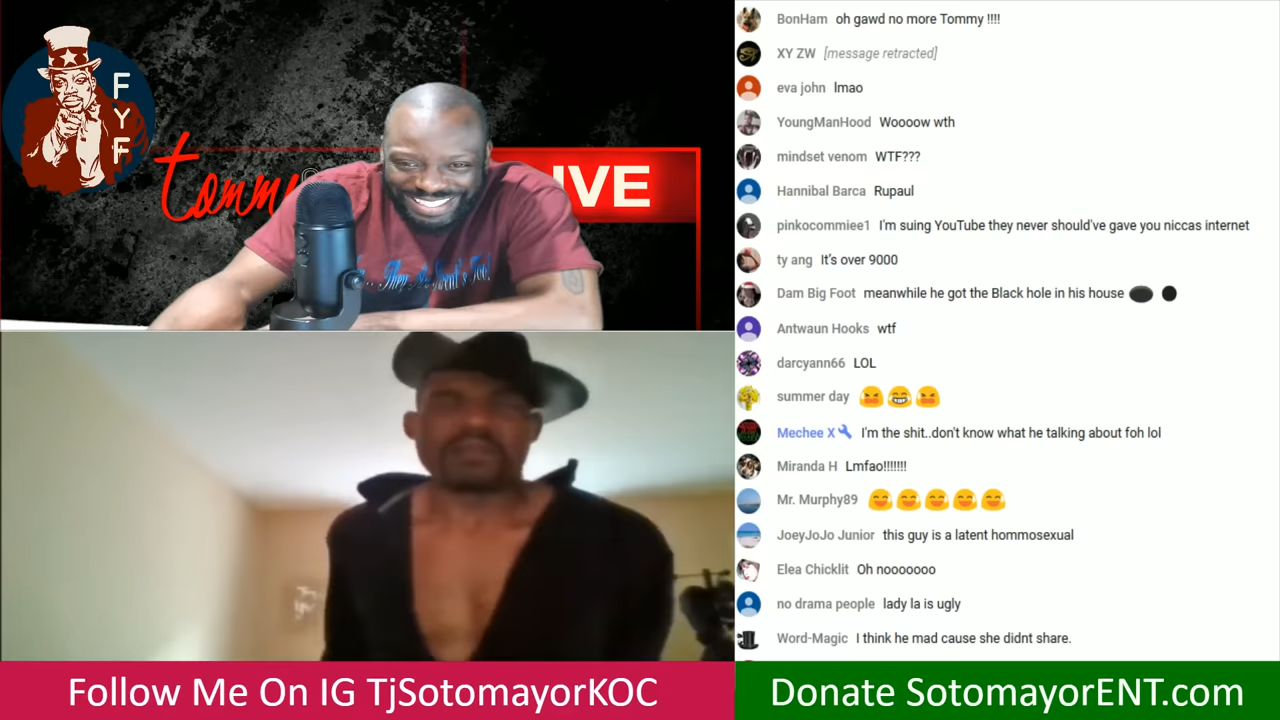 FYF
tommy
IVE
They
Too!
BonHam oh gawd no more Tommy !!!!
XY ZW [message retracted]
eva john lmao
YoungManHood Woooow wth
mindset venom WTF???
Hannibal Barca Rupaul
pinkocommiee1 I'm suing YouTube they never should've gave you niccas internet
ty ang It's over 9000
Dam Big Foot meanwhile he got the Black hole in his house
Antwaun Hooks wtf
darcyann66 LOL
summer day
Mechee X I'm the shit..don't know what he talking about foh lol
Miranda H Lmfao!!!!!!!
Mr. Murphy89
JoeyJoJo Junior this guy is a latent hommosexual
Elea Chicklit Oh nooooooo
no drama people lady la is ugly
Word-Magic I think he mad cause she didnt share.
Follow Me On IG TjSotomayorKOC
Donate SotomayorENT.com